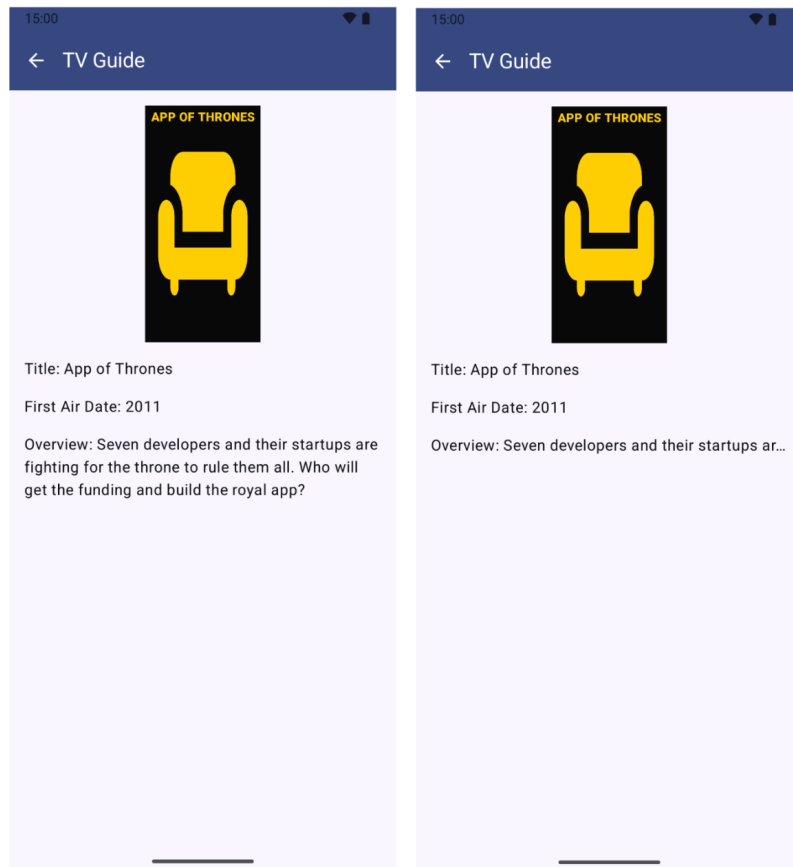 15:00
TV Guide
APP OF THRONES
Title: App of Thrones
First Air Date: 2011
Overview: Seven developers and their startups are
fighting for the throne to rule them all. Who will
get the funding and build the royal app?
15:00
TV Guide
APP OF THRONES
Title: App of Thrones
First Air Date: 2011
Overview: Seven developers and their startups ar...